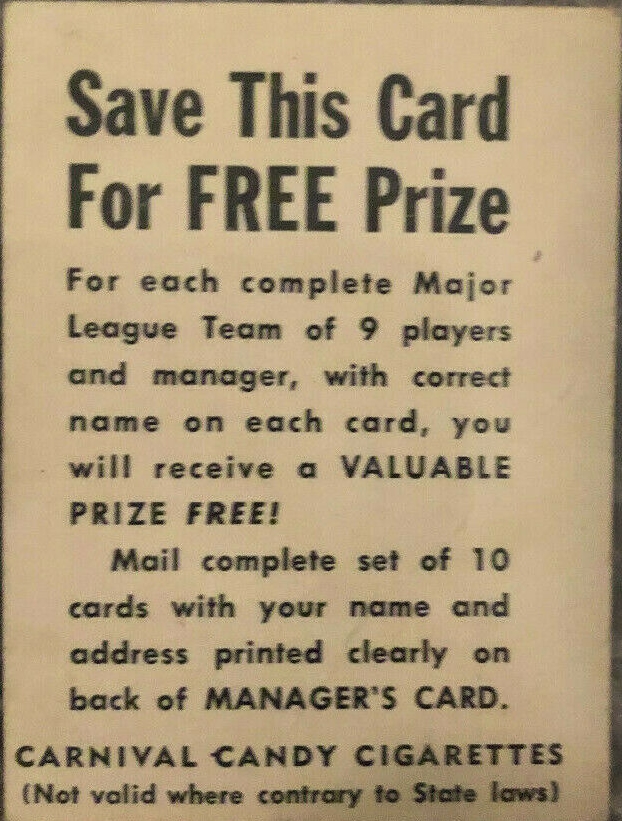 Save This Card
For FREE Prize
For each complete Major
League Team of 9 players
and manager, with correct
name on each card, you
will receive a VALUABLE
PRIZE FREE!
Mail complete set of 10
cards with your name and
address printed clearly on
back of MANAGER'S CARD.
CARNIVAL CANDY CIGARETTES
(Not valid where contrary to State laws)